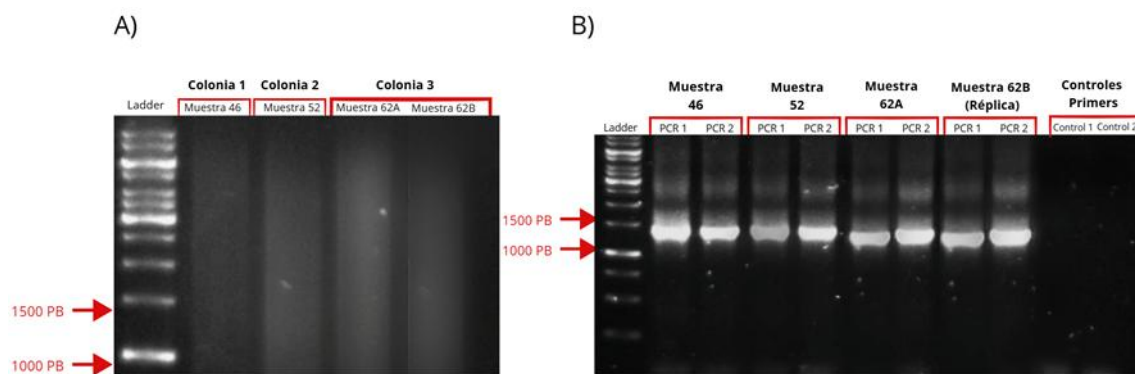 A)
Colonia 1 Colonia 2 Colonia 3
Ladder Muestra 46 Muestra 52 Muestra 62A Muestra 62B
1500 PB
1000 PB
B)
Muestra 46
Muestra 52
Muestra 62A
Muestra 62B (Réplica)
Controles Primers
Ladder PCR 1 PCR 2 PCR 1 PCR 2 PCR 1 PCR 2 PCR 1 PCR 2 Control 1 Control 2
1500 PB
1000 PB